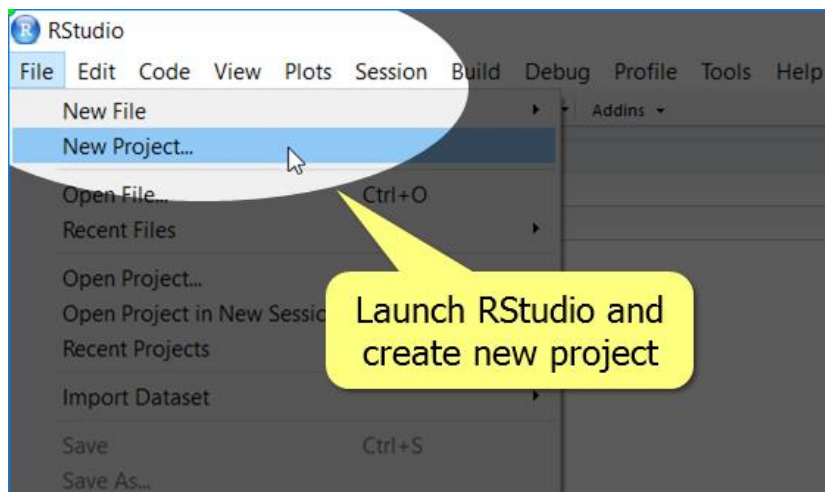 R RStudio
File Edit Code View Plots Session Build Debug Profile Tools Help
New File Addins
New Project...
Open File... Ctrl+O
Recent Files
Open Project...
Open Project in New
Recent Projects
Launch RStudio and
create new project
Import Dataset
Save Ctrl+S
Save As...